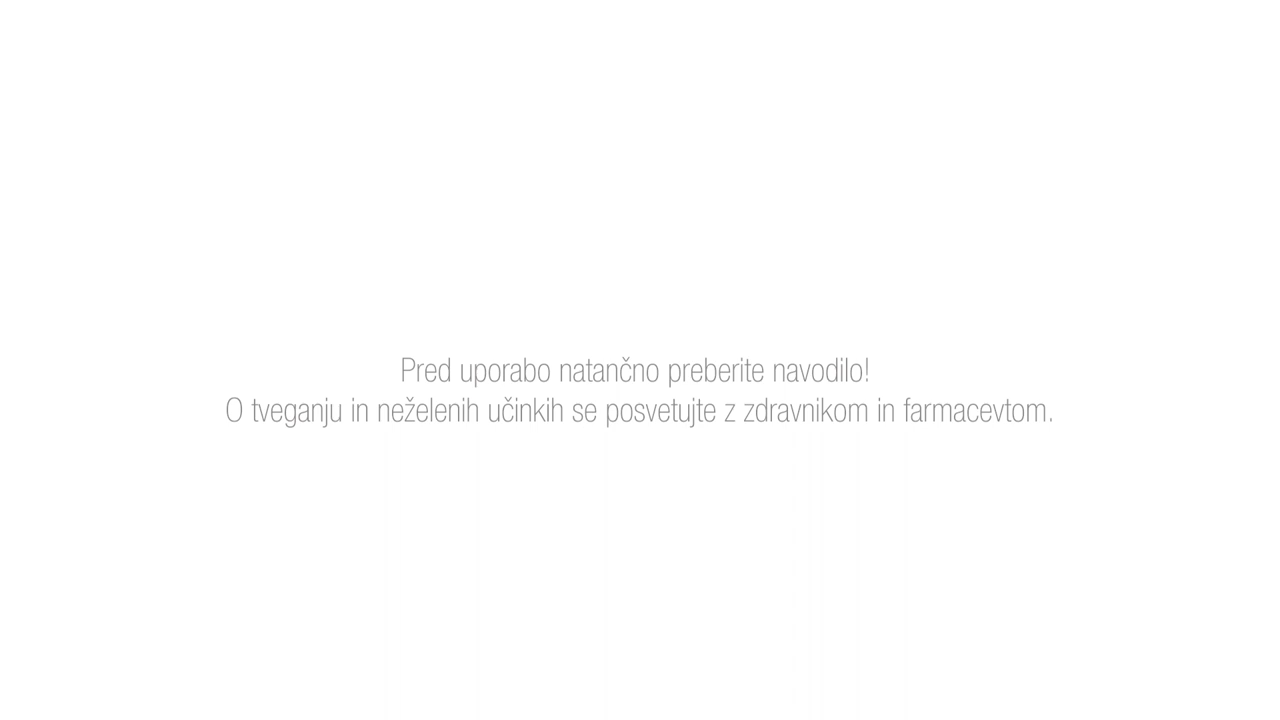 Pred uporabo natančno preberite navodilo!
O tveganju in neželenih učinkih se posvetujte z zdravnikom in farmacevtom.